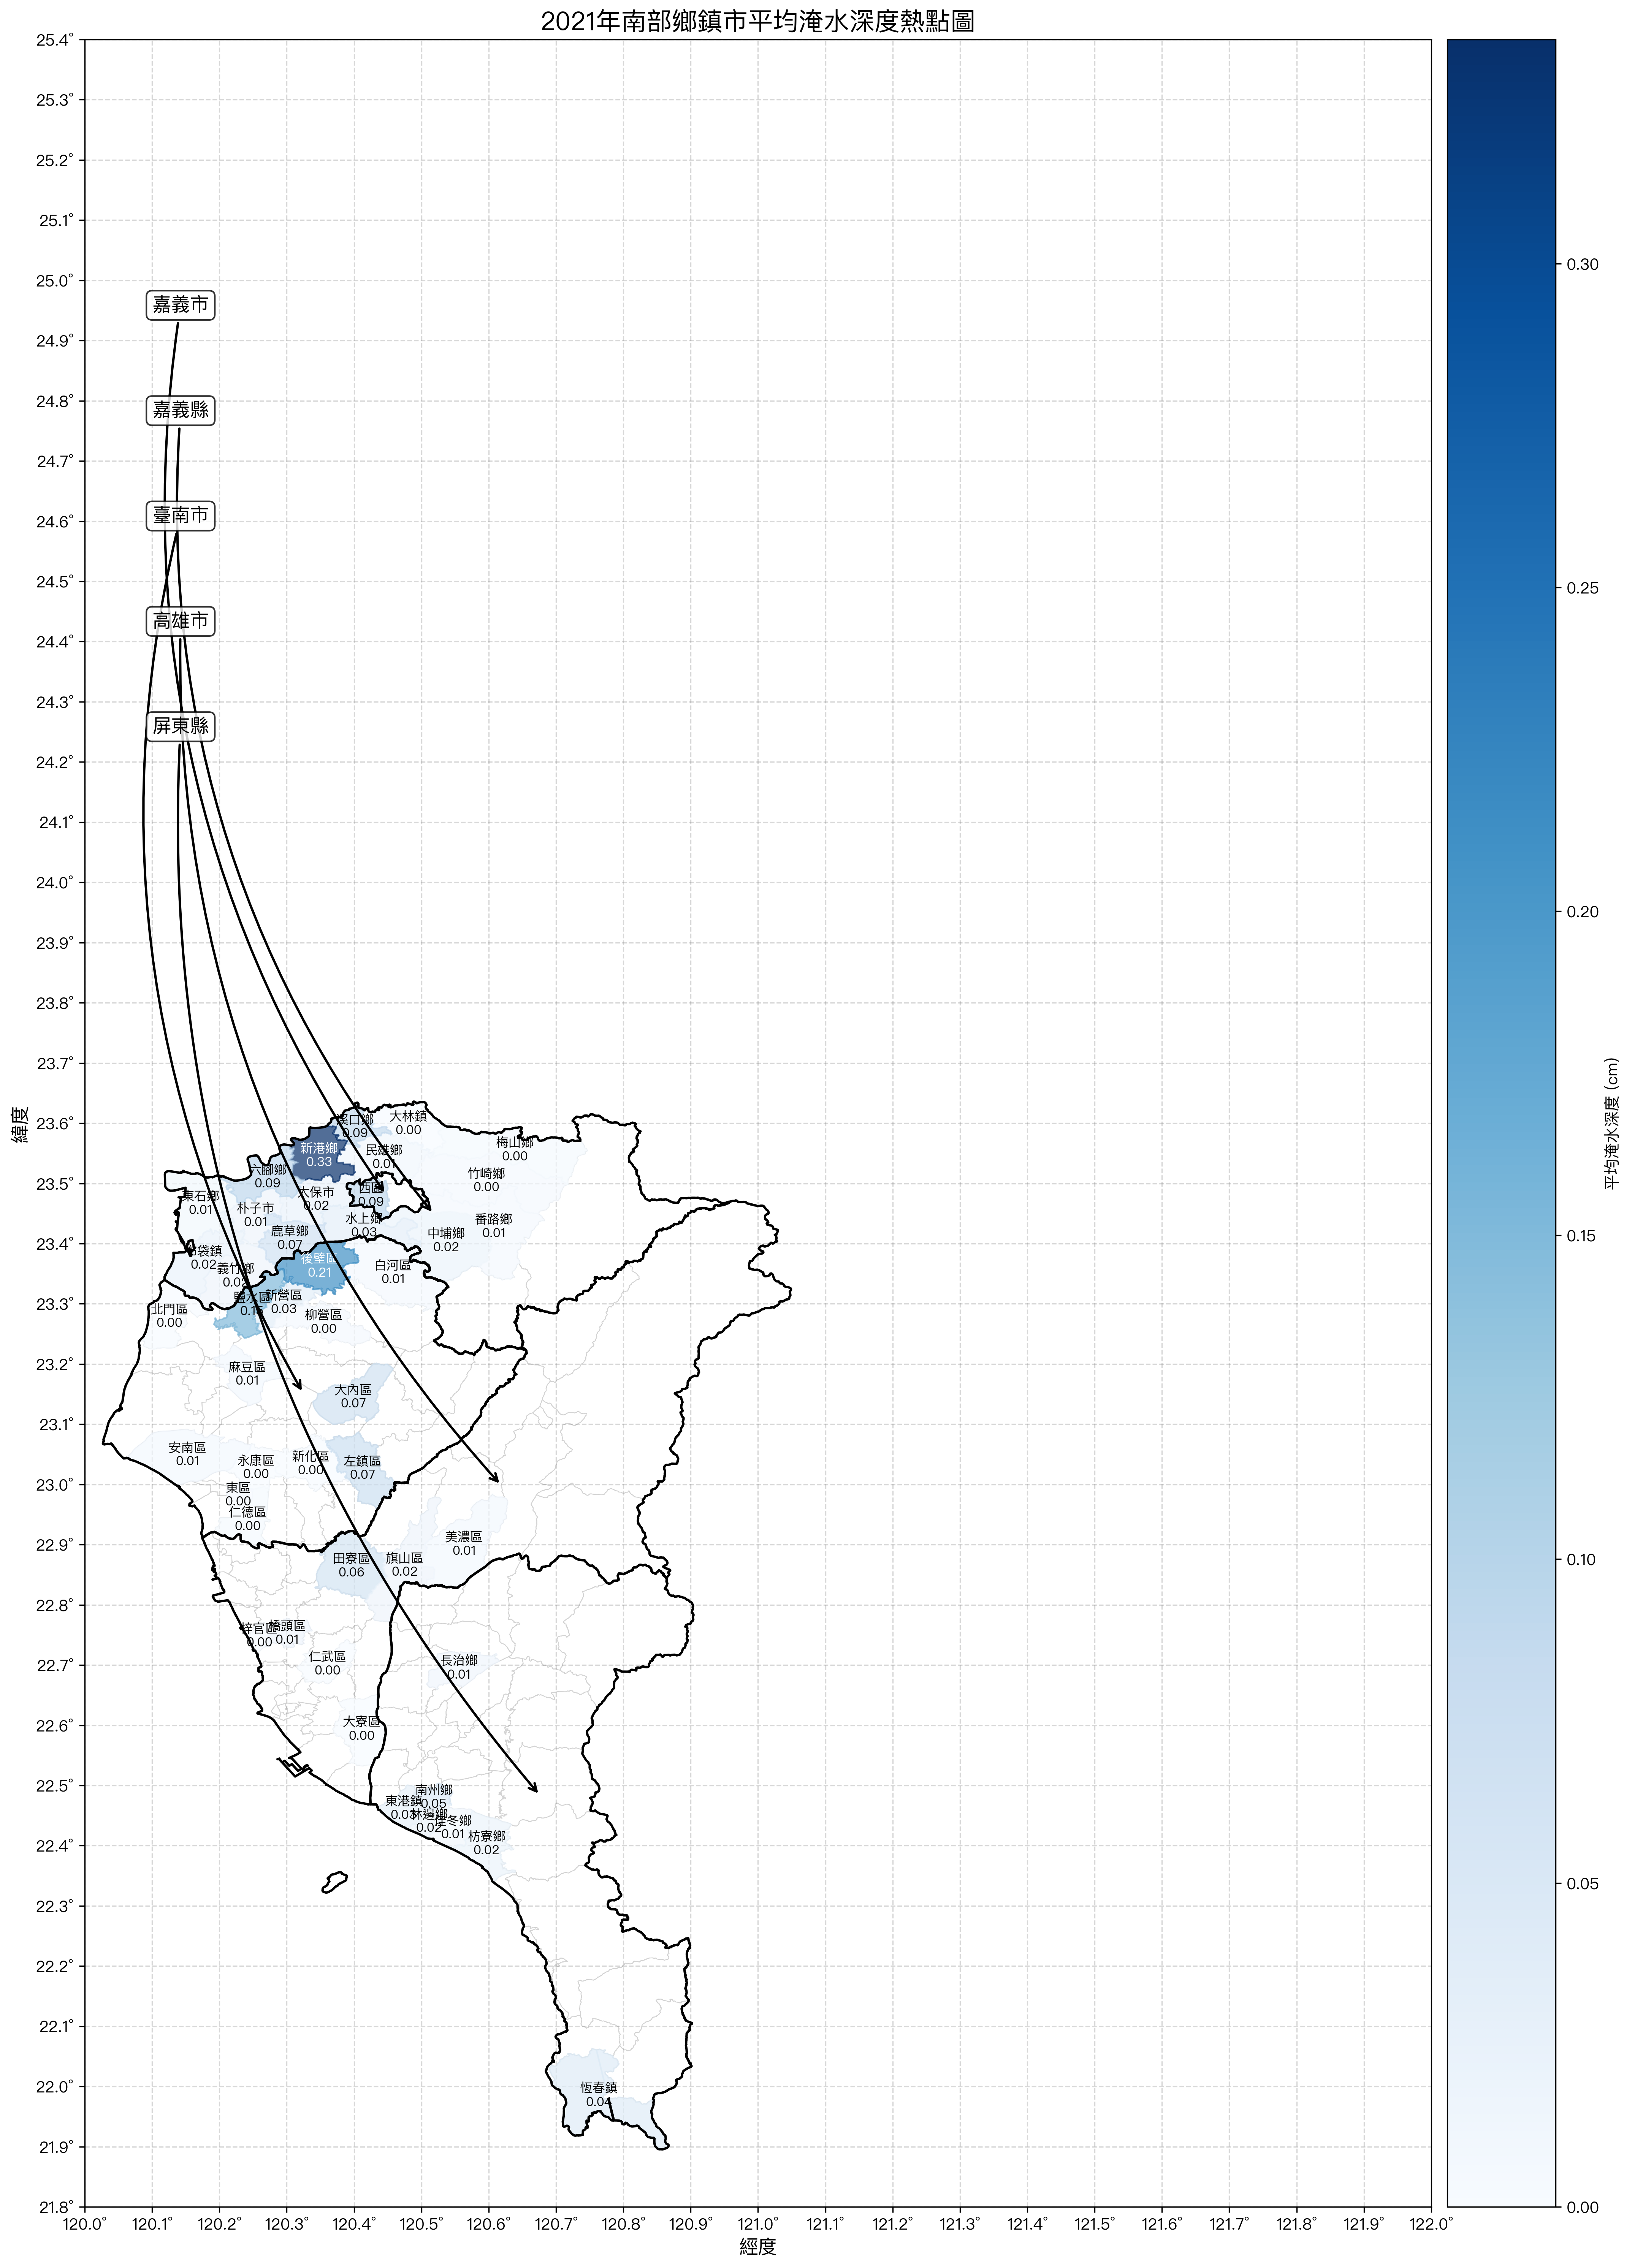 2021年南部鄉鎮市平均淹水深度熱點圖
緯度
25.4°
25.3°
25.2°
25.1°
25.0°
24.9°
24.8°
24.7°
24.6°
24.5°
24.4°
24.3°
24.2°
24.1°
24.0°
23.9°
23.8°
23.7°
23.6°
23.5°
23.4°
23.3°
23.2°
23.1°
23.0°
22.9°
22.8°
22.7°
22.6°
22.5°
22.4°
22.3°
22.2°
22.1°
22.0°
21.9°
21.8°
嘉義市
嘉義縣
臺南市
高雄市
屏東縣
溪口鄉
0.09
大林鎮
0.00
新港鄉
0.33
民雄鄉
0.01
梅山鄉
0.00
六腳鄉
0.09
竹崎鄉
0.00
東石鄉
0.01
朴子市
0.01
太保市
0.02
西區
0.09
鹿草鄉
0.07
水上鄉
0.03
中埔鄉
0.02
番路鄉
0.01
布袋鎮
0.02
義竹鄉
0.02
後壁區
0.21
白河區
0.01
北門區
0.00
鹽水區
新營區
0.03
柳營區
0.00
麻豆區
0.01
大內區
0.07
安南區
0.01
永康區
0.00
新化區
0.00
左鎮區
0.07
東區
0.00
仁德區
0.00
美濃區
0.01
田寮區
0.06
旗山區
0.02
梓官區
0.00
橋頭區
0.01
仁武區
0.00
長治鄉
0.01
大寮區
0.00
南州鄉
0.05
東港鎮
0.03
林邊鄉
0.02
佳冬鄉
0.01
枋寮鄉
0.02
恆春鎮
0.04
120.0°
120.1°
120.2°
120.3°
120.4°
120.5°
120.6°
120.7°
120.8°
120.9°
121.0°
121.1°
121.2°
121.3°
121.4°
121.5°
121.6°
121.7°
121.8°
121.9°
122.0°
經度
0.30
0.25
0.20
0.15
0.10
0.05
0.00
平均淹水深度 (cm)